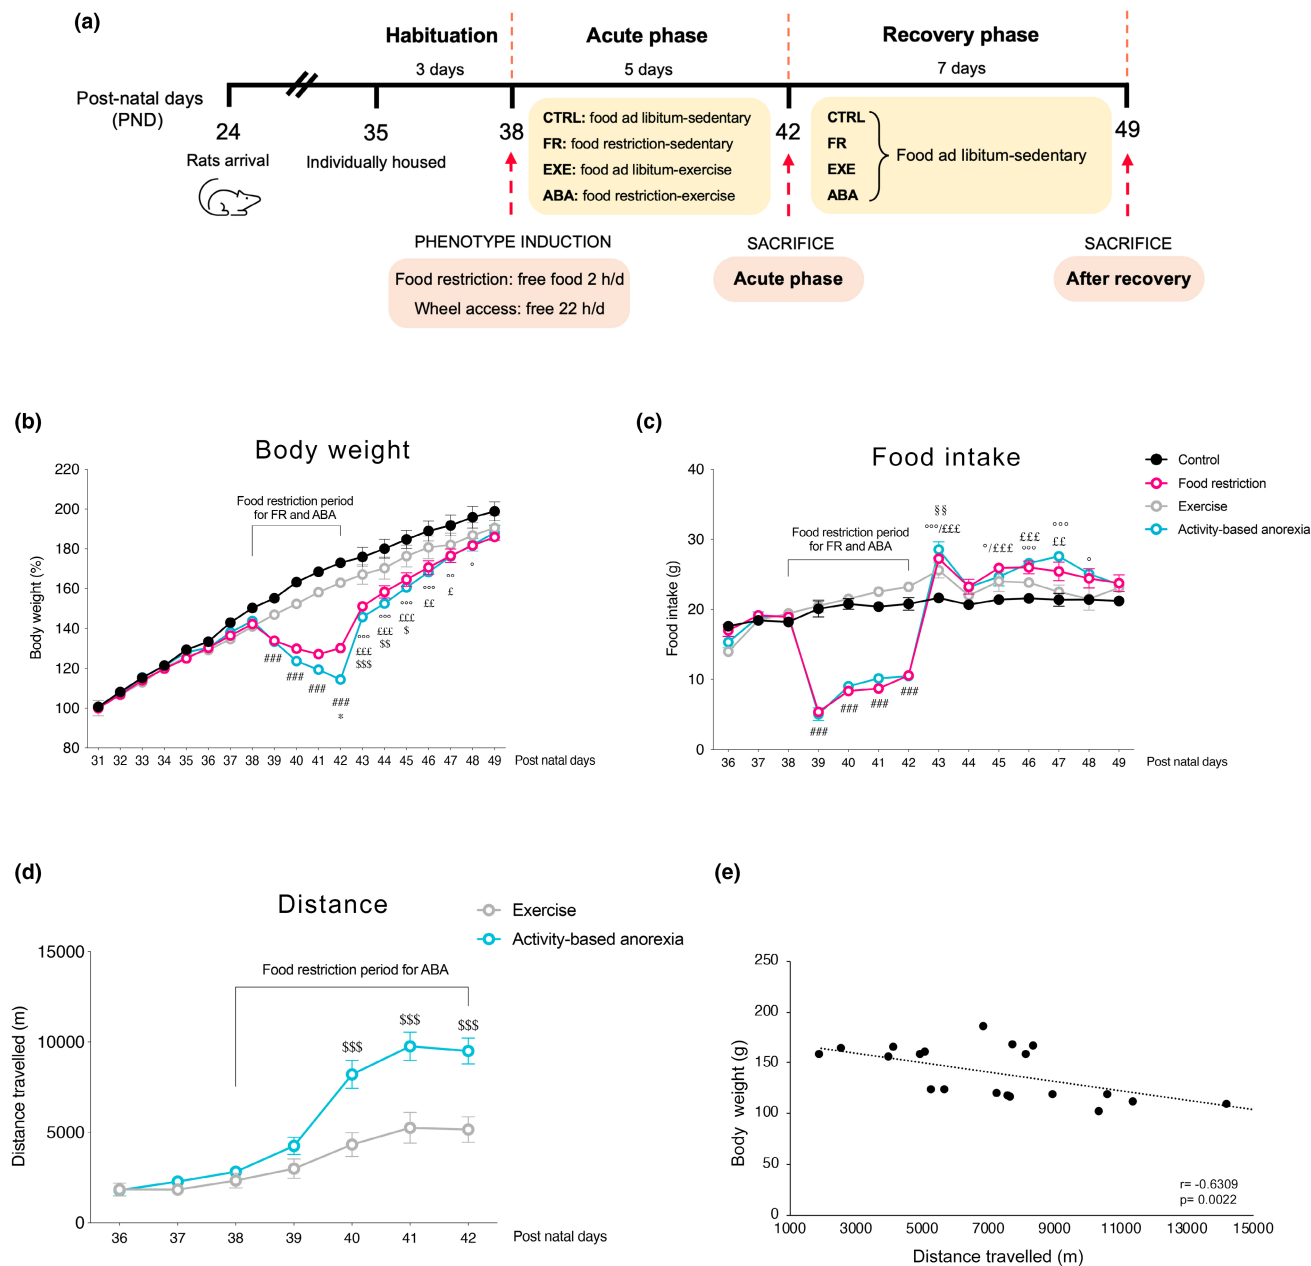 (a)
Habituation
Acute phase
Recovery phase
3 days
5 days
7 days
Post-natal days
(PND)
24
35
38
42
49
Rats arrival
Individually housed
CTRL: food ad libitum-sedentary
FR: food restriction-sedentary
EXE: food ad libitum-exercise
ABA: food restriction-exercise
CTRL
FR
EXE
ABA
Food ad libitum-sedentary
PHENOTYPE INDUCTION
Food restriction: free food 2 h/d
Wheel access: free 22 h/d
SACRIFICE
Acute phase
SACRIFICE
After recovery
(b)
Body weight
Body weight (%)
220
200
180
160
140
120
100
80
Food restriction period
for FR and ABA
###
###
###
###
*
°°°
£££
$$$
°°°
£££
$$
°°°
£££
$
°°°
££
°°
£
°
31 32 33 34 35 36 37 38 39 40 41 42 43 44 45 46 47 48 49
Post natal days
(c)
Food intake
Food intake (g)
40
30
20
10
0
Food restriction period
for FR and ABA
###
###
###
###
§§
°°°/£££
°/£££
£££
°°°
°°°
££
°
36 37 38 39 40 41 42 43 44 45 46 47 48 49
Post natal days
Control
Food restriction
Exercise
Activity-based anorexia
(d)
Distance
Exercise
Activity-based anorexia
Distance travelled (m)
15000
10000
5000
0
Food restriction period for ABA
$$$
$$$
$$$
36 37 38 39 40 41 42
Post natal days
(e)
Body weight (g)
250
200
150
100
50
0
r= -0.6309
p= 0.0022
1000 3000 5000 7000 9000 11000 13000 15000
Distance travelled (m)